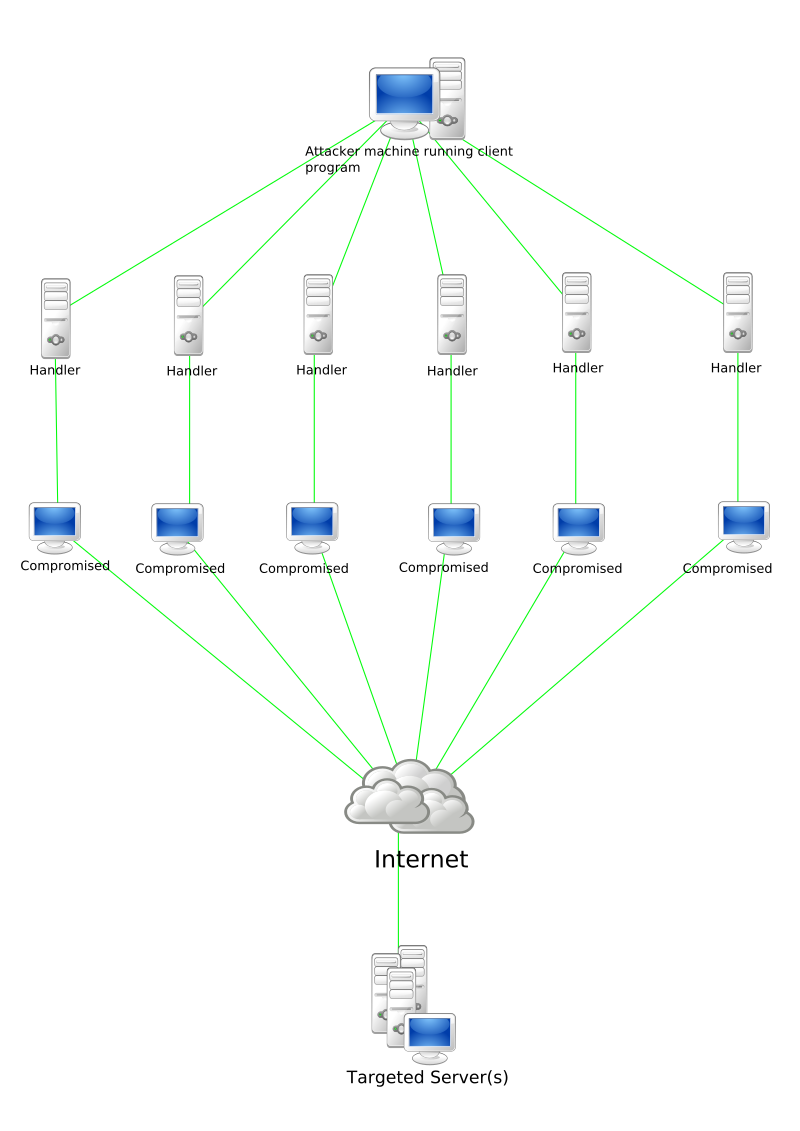 Attacker machine running client
program
Handler
Handler
Handler
Handler
Handler
Handler
Compromised
Compromised
Compromised
Compromised
Compromised
Compromised
Internet
Targeted Server(s)